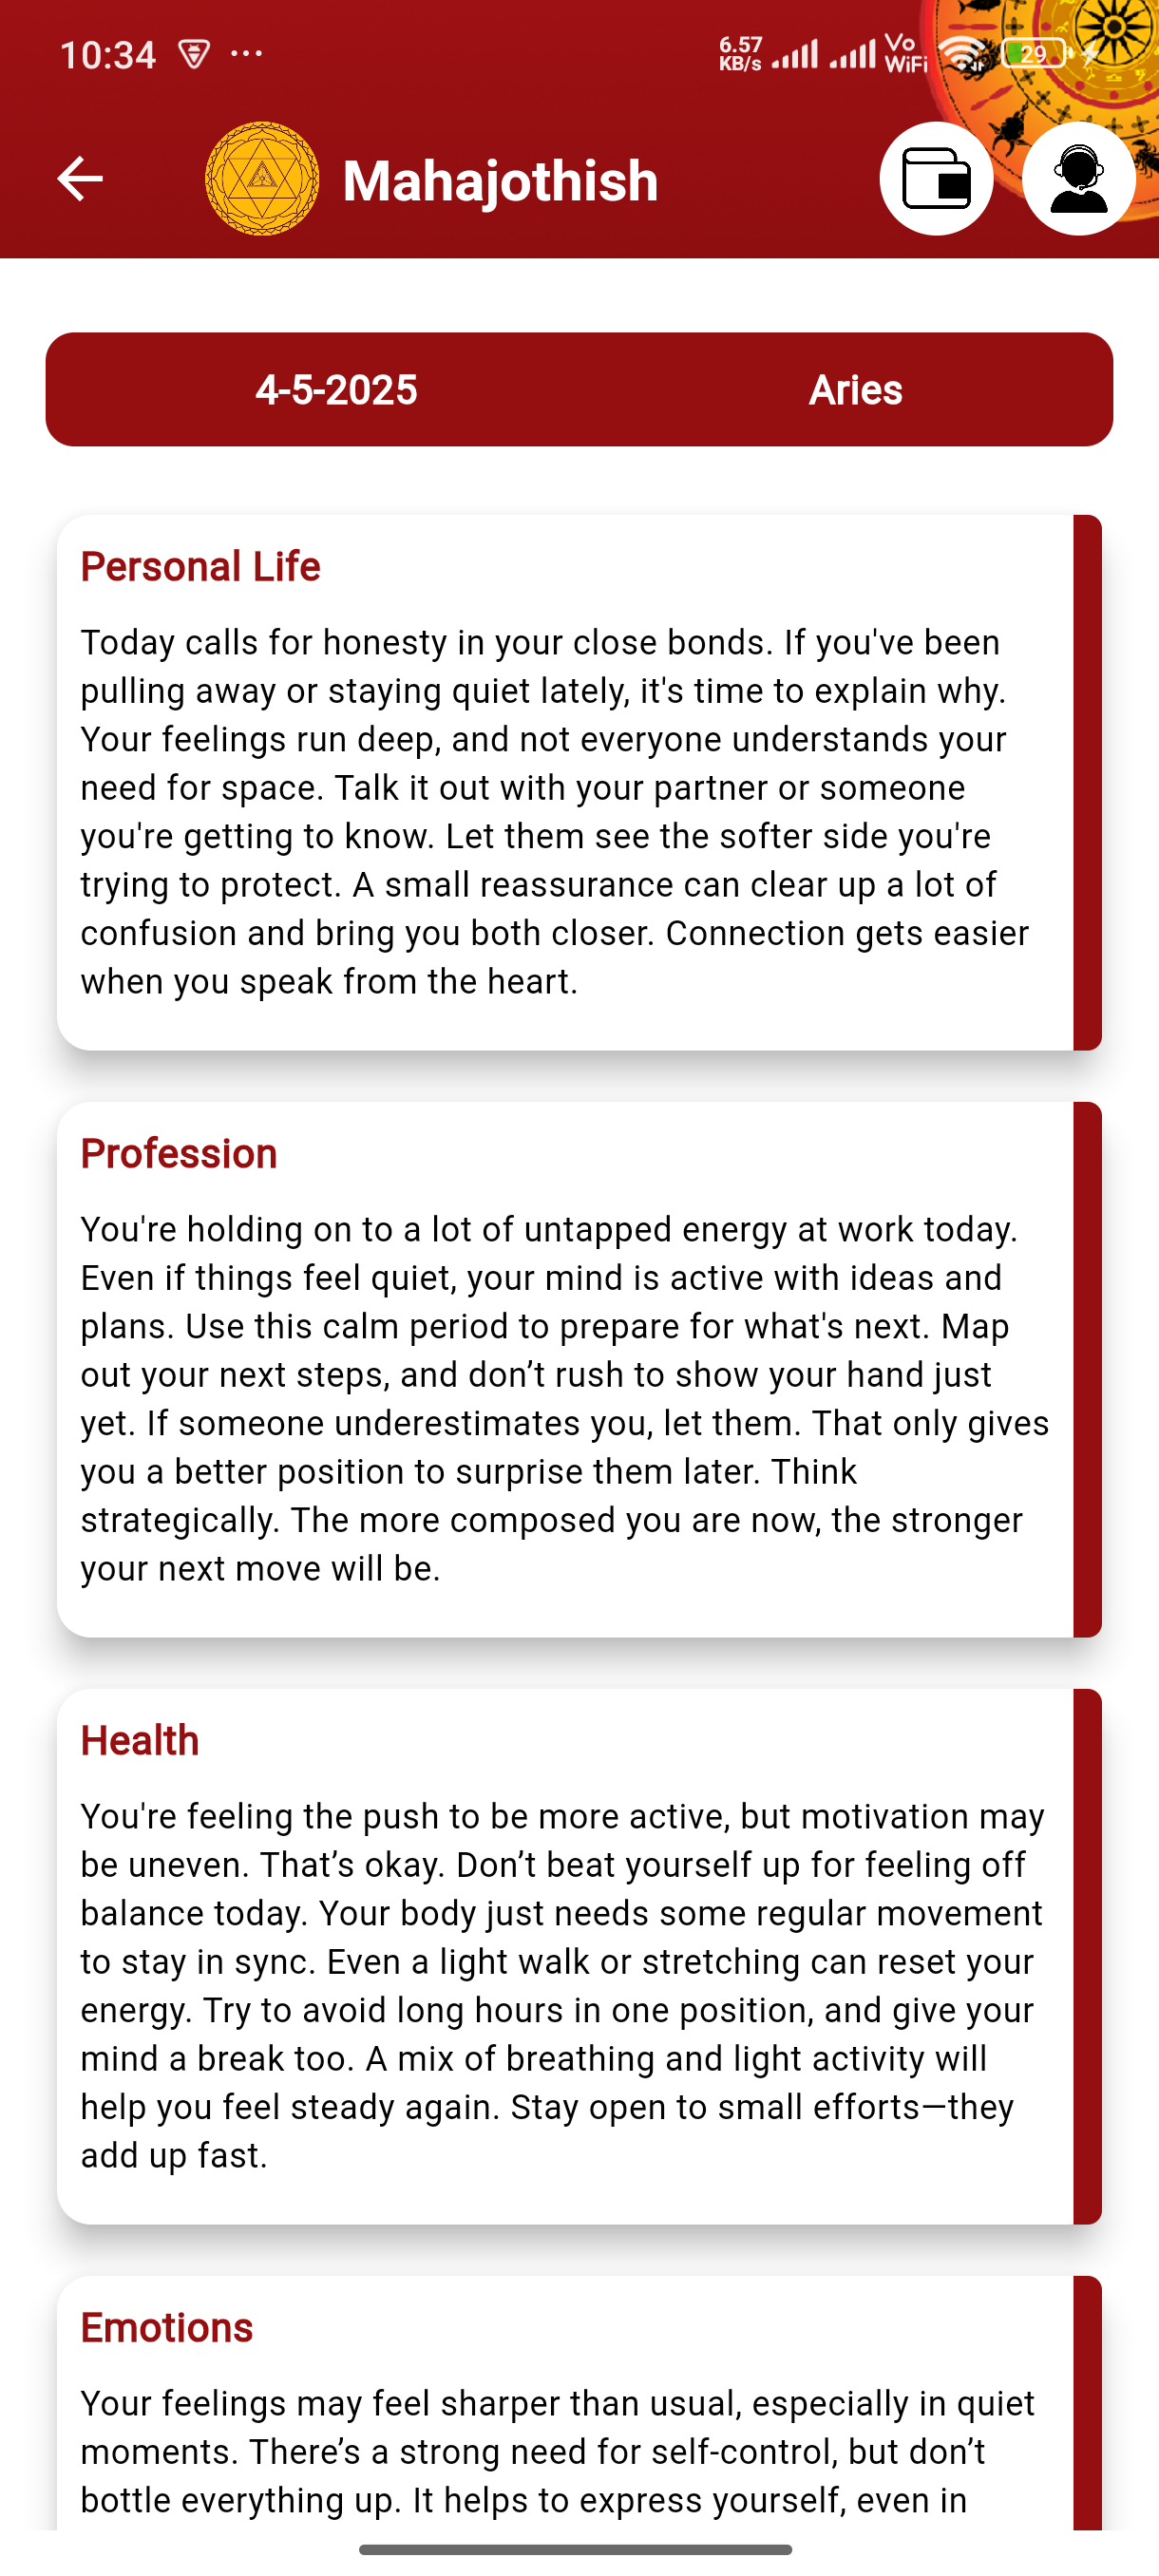 10:34
6.57
KB/s
Vo
WiFi
29
Mahajothish
4-5-2025 Aries
Personal Life
Today calls for honesty in your close bonds. If you've been
pulling away or staying quiet lately, it's time to explain why.
Your feelings run deep, and not everyone understands your
need for space. Talk it out with your partner or someone
you're getting to know. Let them see the softer side you're
trying to protect. A small reassurance can clear up a lot of
confusion and bring you both closer. Connection gets easier
when you speak from the heart.
Profession
You're holding on to a lot of untapped energy at work today.
Even if things feel quiet, your mind is active with ideas and
plans. Use this calm period to prepare for what's next. Map
out your next steps, and don’t rush to show your hand just
yet. If someone underestimates you, let them. That only gives
you a better position to surprise them later. Think
strategically. The more composed you are now, the stronger
your next move will be.
Health
You're feeling the push to be more active, but motivation may
be uneven. That’s okay. Don’t beat yourself up for feeling off
balance today. Your body just needs some regular movement
to stay in sync. Even a light walk or stretching can reset your
energy. Try to avoid long hours in one position, and give your
mind a break too. A mix of breathing and light activity will
help you feel steady again. Stay open to small efforts—they
add up fast.
Emotions
Your feelings may feel sharper than usual, especially in quiet
moments. There’s a strong need for self-control, but don’t
bottle everything up. It helps to express yourself, even in